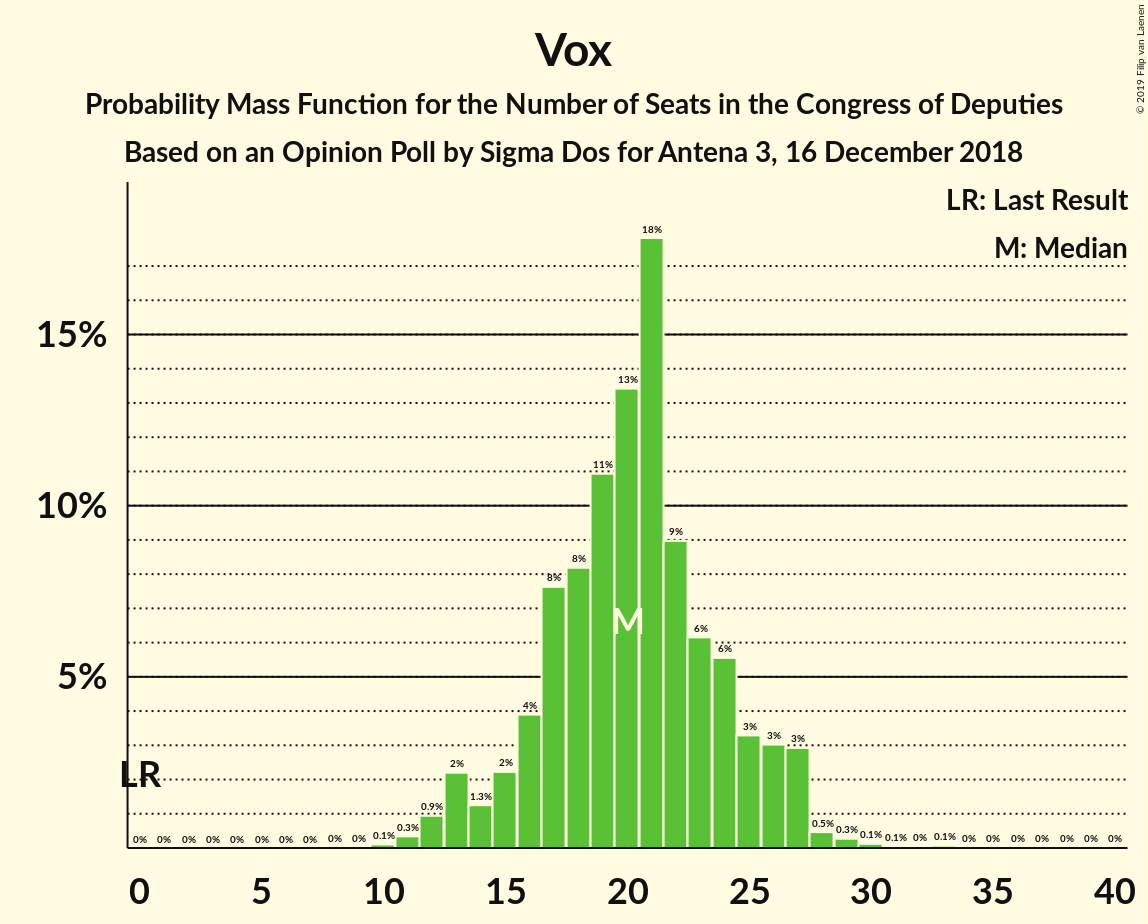 Vox
Probability Mass Function for the Number of Seats in the Congress of Deputies
Based on an Opinion Poll by Sigma Dos for Antena 3, 16 December 2018
© 2019 Filip van Laenen
LR: Last Result
M: Median
15%
10%
5%
LR
M
0% 0% 0% 0% 0% 0% 0% 0% 0% 0% 0.1% 0.3% 0.9% 2% 1.3% 2% 4% 8% 8% 11% 13% 18% 9% 6% 6% 3% 3% 3% 0.5% 0.3% 0.1% 0.1% 0% 0.1% 0% 0% 0% 0% 0% 0% 0%
0 5 10 15 20 25 30 35 40